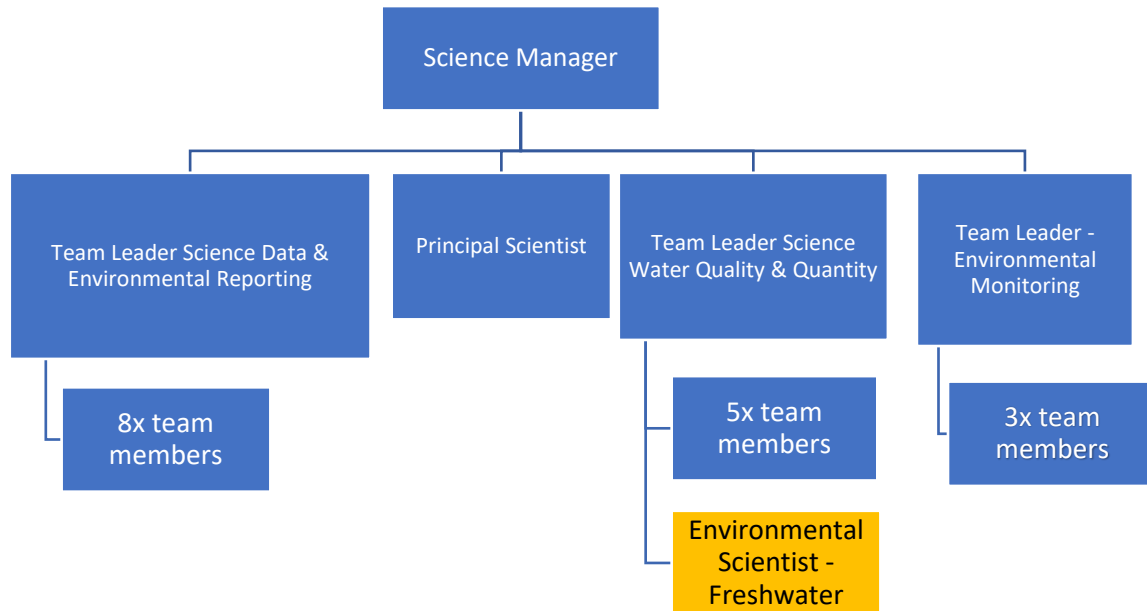 Science Manager
Team Leader Science Data &
Environmental Reporting
Principal Scientist
Team Leader Science
Water Quality & Quantity
Team Leader -
Environmental
Monitoring
8x team
members
5x team
members
3x team
members
Environmental
Scientist -
Freshwater